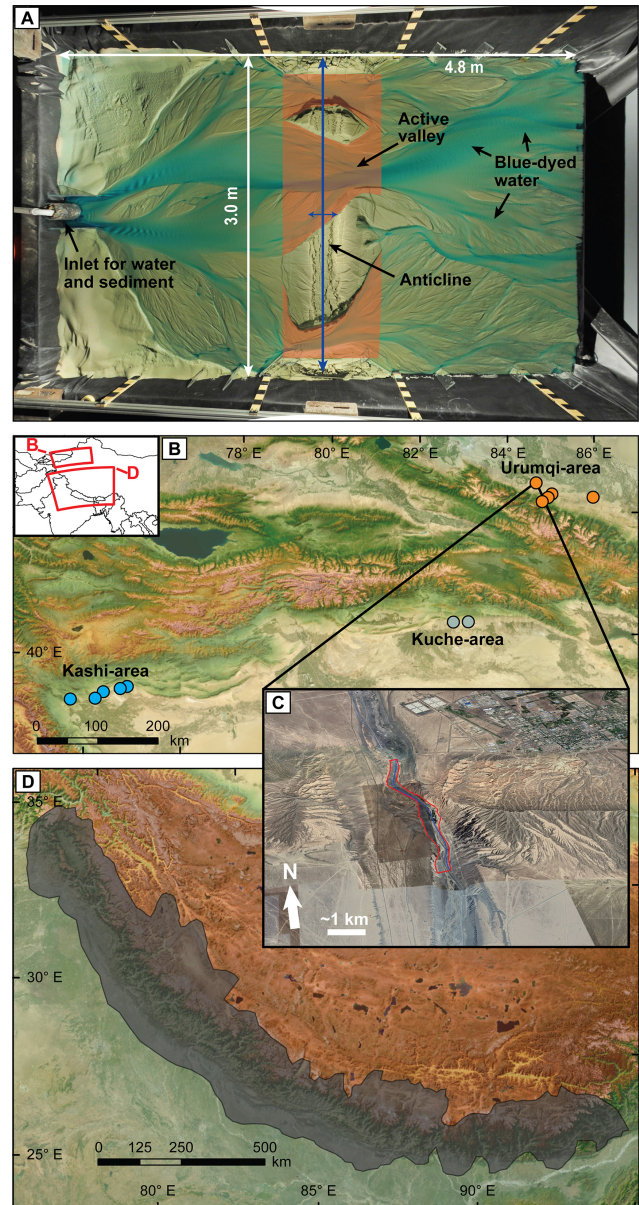 A
4.8 m
Active
valley
Blue-dyed
water
3.0 m
Inlet for water
and sediment
Anticline
B
D
B
78° E
80° E
82° E
84° E
86° E
Urumqi-area
Kuche-area
40° E
Kashi-area
0
100
200
km
C
N
~1 km
D
35° E
30° E
25° E
0
125
250
500
km
80° E
85° E
90° E